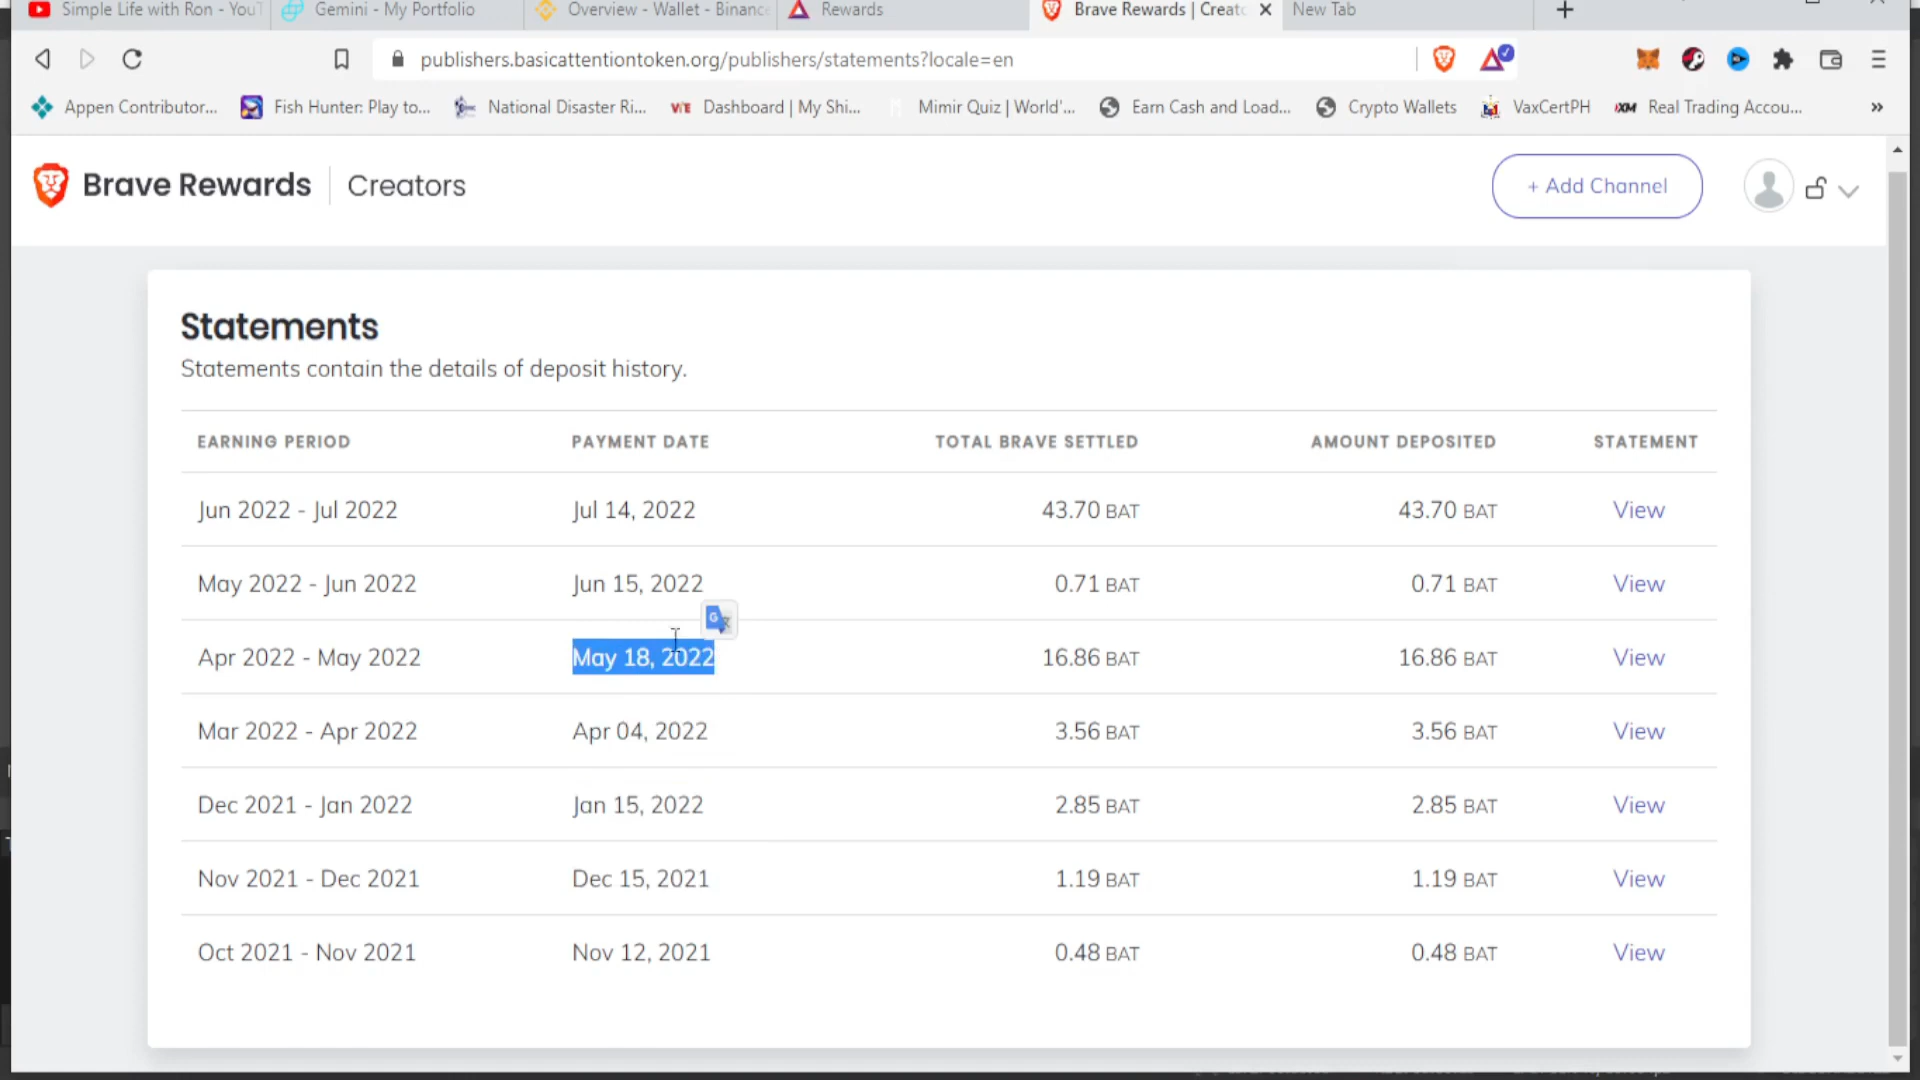 Simple Life with Ron - YouT
Gemini - My Portfolio
Overview - Wallet - Binance
Rewards
Brave Rewards | Creato
New Tab
publishers.basicattentiontoken.org/publishers/statements?locale=en
Appen Contributor...
Fish Hunter: Play to...
National Disaster Ri...
Dashboard | My Shi...
Mimir Quiz | World'...
Earn Cash and Load...
Crypto Wallets
VaxCertPH
XM Real Trading Accou...
Brave Rewards | Creators
+ Add Channel
Statements
Statements contain the details of deposit history.
EARNING PERIOD PAYMENT DATE TOTAL BRAVE SETTLED AMOUNT DEPOSITED STATEMENT
Jun 2022 - Jul 2022 Jul 14, 2022 43.70 BAT 43.70 BAT View
May 2022 - Jun 2022 Jun 15, 2022 0.71 BAT 0.71 BAT View
Apr 2022 - May 2022 May 18, 2022 16.86 BAT 16.86 BAT View
Mar 2022 - Apr 2022 Apr 04, 2022 3.56 BAT 3.56 BAT View
Dec 2021 - Jan 2022 Jan 15, 2022 2.85 BAT 2.85 BAT View
Nov 2021 - Dec 2021 Dec 15, 2021 1.19 BAT 1.19 BAT View
Oct 2021 - Nov 2021 Nov 12, 2021 0.48 BAT 0.48 BAT View